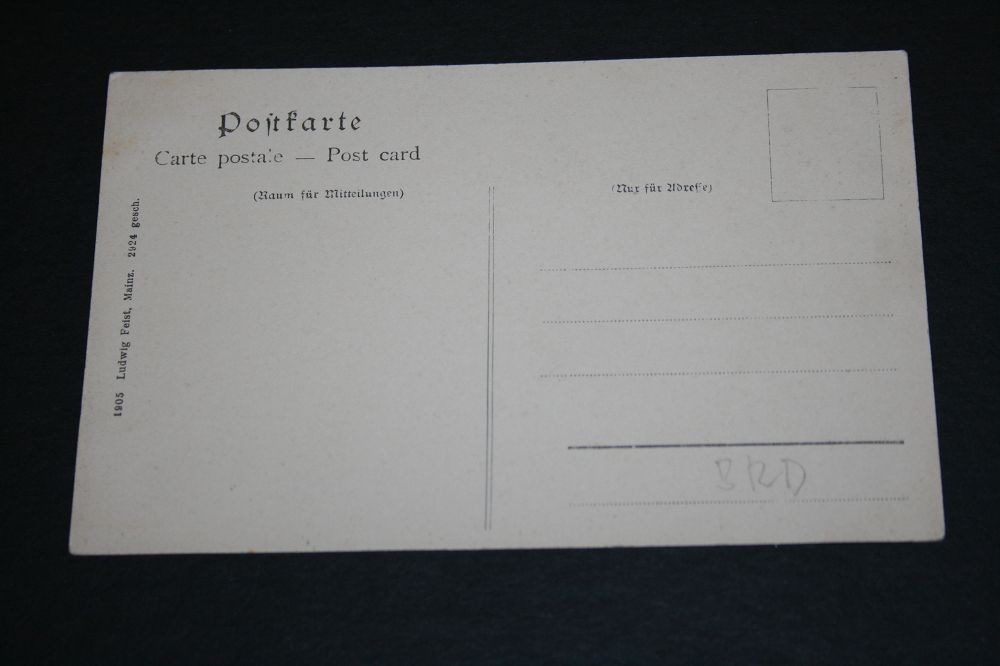 Postkarte
Carte postale — Post card
(Raum für Mitteilungen)
(Nur für Adresse)
1905 Ludwig Feist, Mainz. 2924 gesch.
BRD